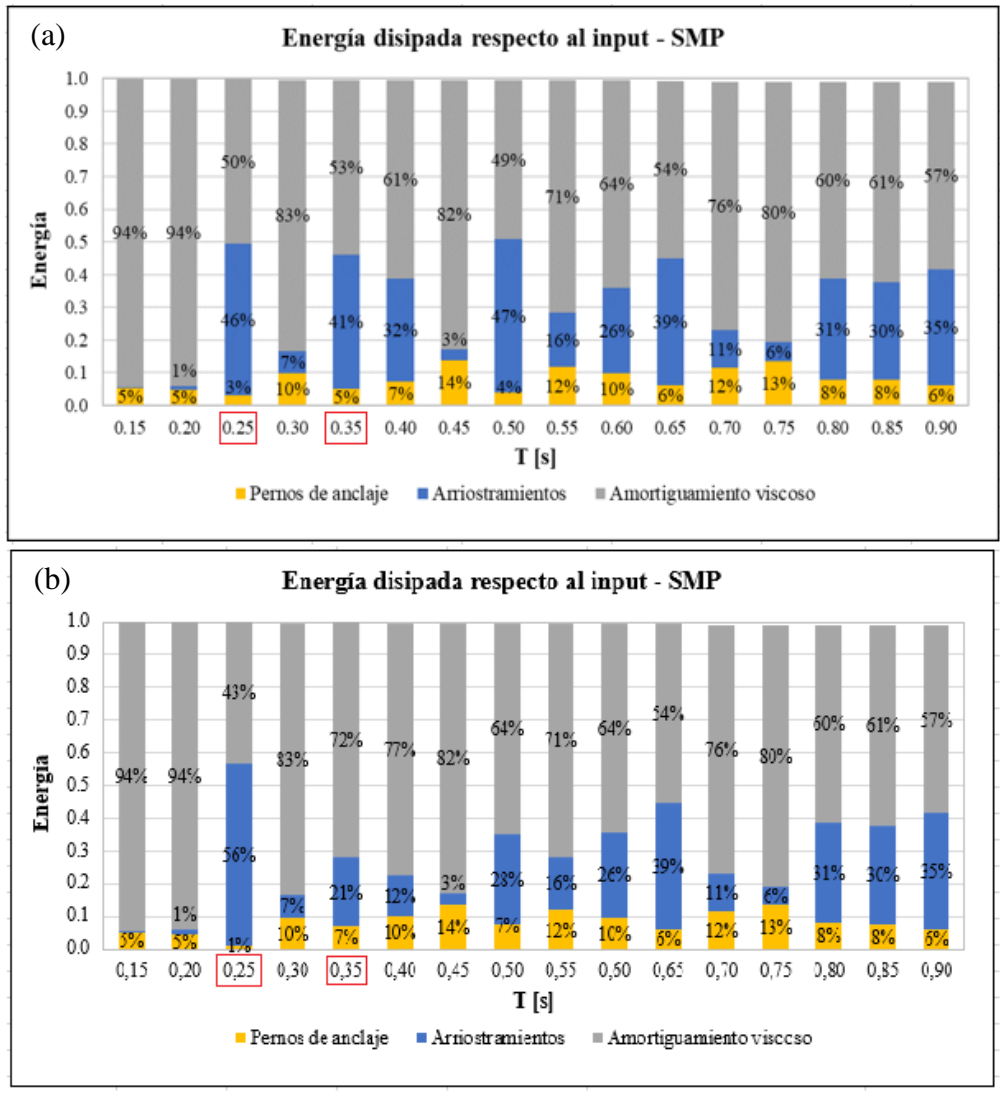 (a)
Energía disipada respecto al input - SMP
1.0
0.9
0.8
0.7
0.6
0.5
0.4
0.3
0.2
0.1
0.0
Energía
94% 94% 50% 83% 53% 61% 82% 49% 71% 64% 54% 76% 80% 60% 61% 57%
1% 46% 7% 41% 32% 3% 47% 16% 26% 39% 11% 6% 31% 30% 35%
5% 5% 3% 10% 5% 7% 14% 4% 12% 10% 6% 12% 13% 8% 8% 6%
0.15 0.20 0.25 0.30 0.35 0.40 0.45 0.50 0.55 0.60 0.65 0.70 0.75 0.80 0.85 0.90
T [s]
Pernos de anclaje Arriostramientos Amortiguamiento viscoso
(b)
Energía disipada respecto al input - SMP
1.0
0.9
0.8
0.7
0.6
0.5
0.4
0.3
0.2
0.1
0.0
Energía
94% 94% 43% 83% 72% 77% 82% 64% 71% 64% 54% 76% 80% 60% 61% 57%
1% 56% 7% 21% 12% 3% 28% 16% 26% 39% 11% 6% 31% 30% 35%
5% 5% 1% 10% 7% 10% 14% 7% 12% 10% 6% 12% 13% 8% 8% 6%
0,15 0,20 0,25 0,30 0,35 0,40 0,45 0,50 0,55 0,60 0,65 0,70 0,75 0,80 0,85 0,90
T [s]
Pernos de anclaje Arriostramientos Amortiguamiento viscoso